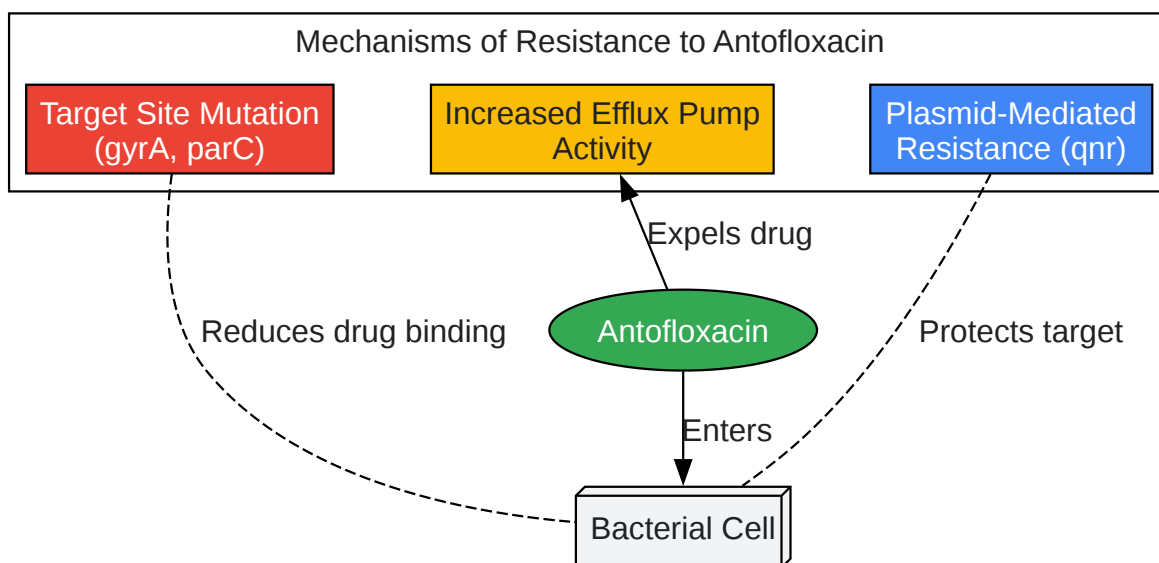 Mechanisms of Resistance to Antofloxacin
Target Site Mutation
(gyrA, parC)
Increased Efflux Pump
Activity
Plasmid-Mediated
Resistance (qnr)
Expels drug
Reduces drug binding
Antofloxacin
Protects target
Enters
Bacterial Cell